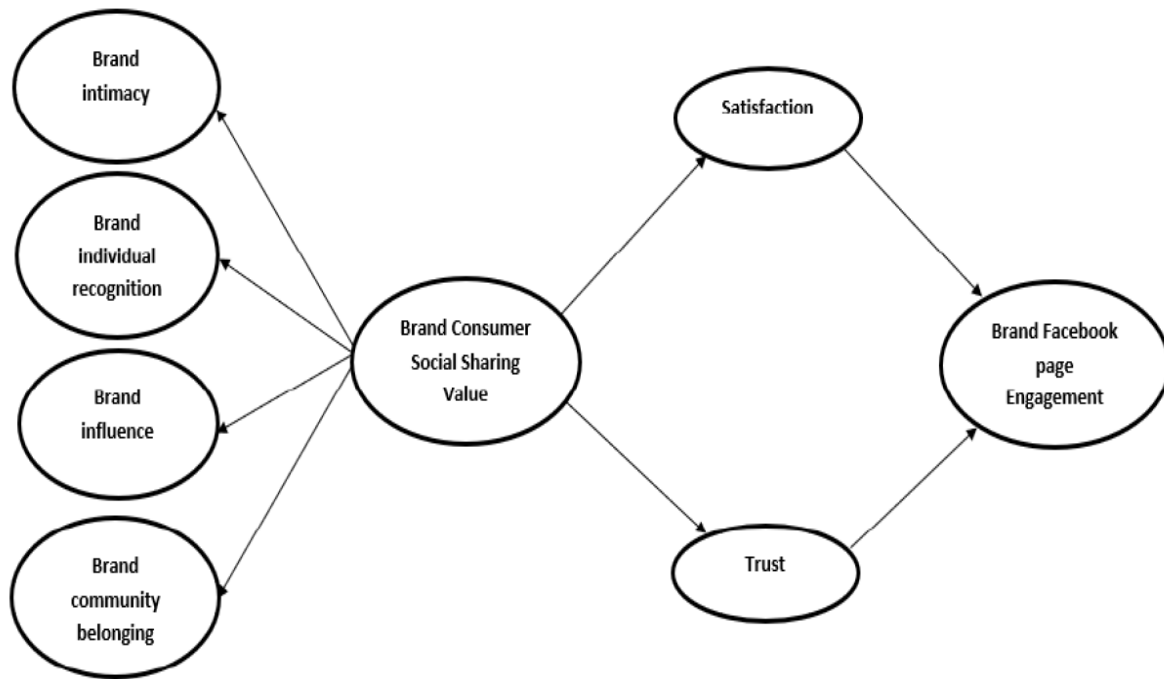 Brand
intimacy
Brand
individual
recognition
Brand
influence
Brand
community
belonging
Brand Consumer
Social Sharing
Value
Satisfaction
Trust
Brand Facebook
page
Engagement